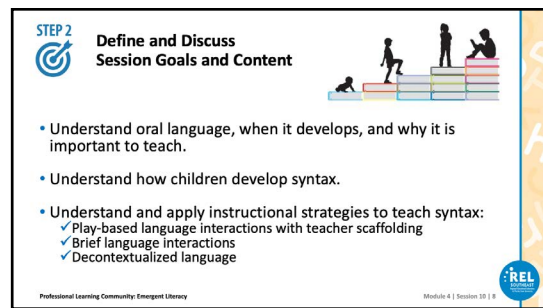 STEP 2
Define and Discuss
Session Goals and Content
• Understand oral language, when it develops, and why it is
important to teach.
• Understand how children develop syntax.
• Understand and apply instructional strategies to teach syntax:
✓Play-based language interactions with teacher scaffolding
✓Brief language interactions
✓Decontextualized language
Professional Learning Community: Emergent Literacy
Module 4 | Session 10 | 8
REL
SOUTHEAST